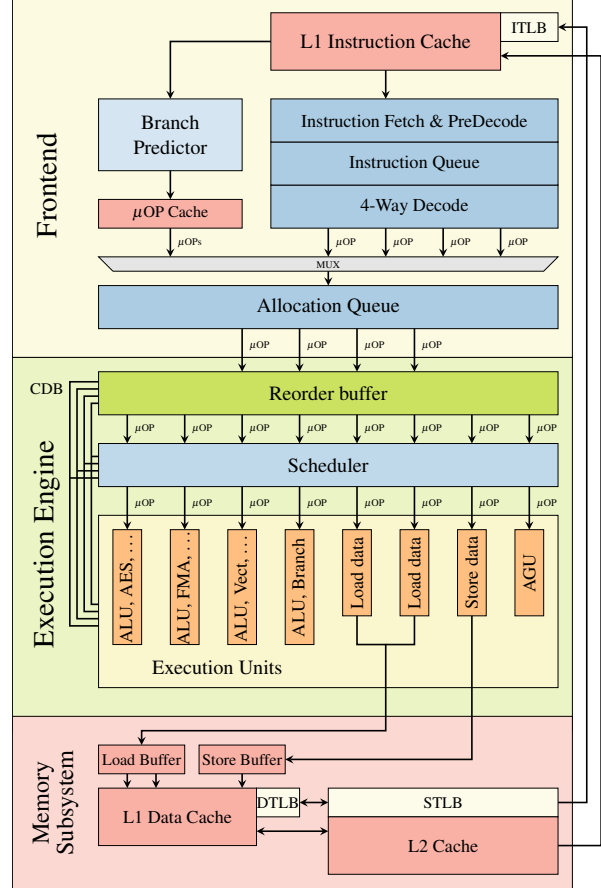 ITLB
L1 Instruction Cache
Frontend
Branch
Predictor
Instruction Fetch & PreDecode
Instruction Queue
μOP Cache
4-Way Decode
μOPs
μOP
μOP
μOP
μOP
MUX
Allocation Queue
μOP
μOP
μOP
μOP
CDB
Execution Engine
Reorder buffer
μOP
μOP
μOP
μOP
μOP
μOP
μOP
μOP
Scheduler
μOP
μOP
μOP
μOP
μOP
μOP
μOP
μOP
ALU, AES, …
ALU, FMA, …
ALU, Vect, …
ALU, Branch
Load data
Load data
Store data
AGU
Execution Units
Memory
Subsystem
Load Buffer
Store Buffer
L1 Data Cache
DTLB
STLB
L2 Cache